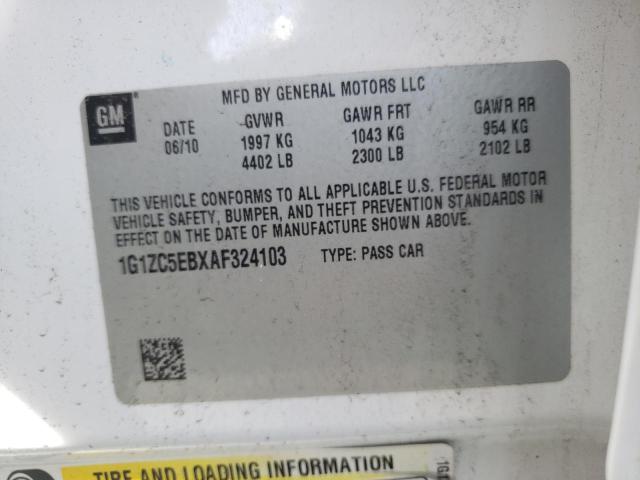 MFD BY GENERAL MOTORS LLC
GM
DATE GVWR GAWR FRT GAWR RR
06/10 1997 KG 1043 KG 954 KG
4402 LB 2300 LB 2102 LB
THIS VEHICLE CONFORMS TO ALL APPLICABLE U.S. FEDERAL MOTOR
VEHICLE SAFETY, BUMPER, AND THEFT PREVENTION STANDARDS IN
EFFECT ON THE DATE OF MANUFACTURE SHOWN ABOVE.
1G1ZC5EBXAF324103 TYPE: PASS CAR
TIRE AND LOADING INFORMATION
1G1